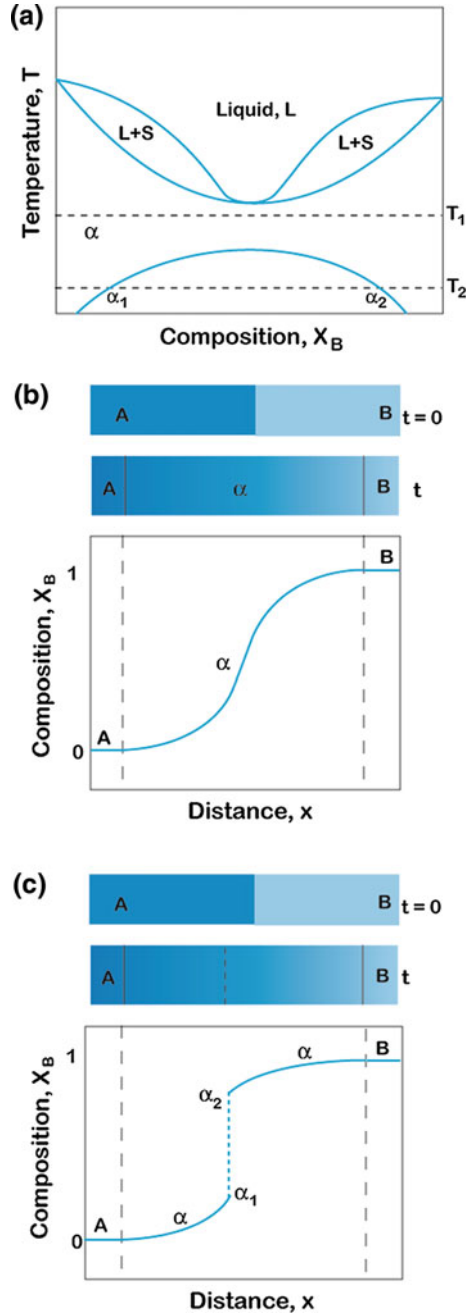 (a)
Temperature, T
Liquid, L
L+S
L+S
T1
α
T2
α1
α2
Composition, XB
(b)
A
B
t = 0
A
α
B
t
Composition, XB
1
B
α
A
0
Distance, x
(c)
A
B
t = 0
A
B
t
Composition, XB
1
α
B
α2
α1
A
α
0
Distance, x